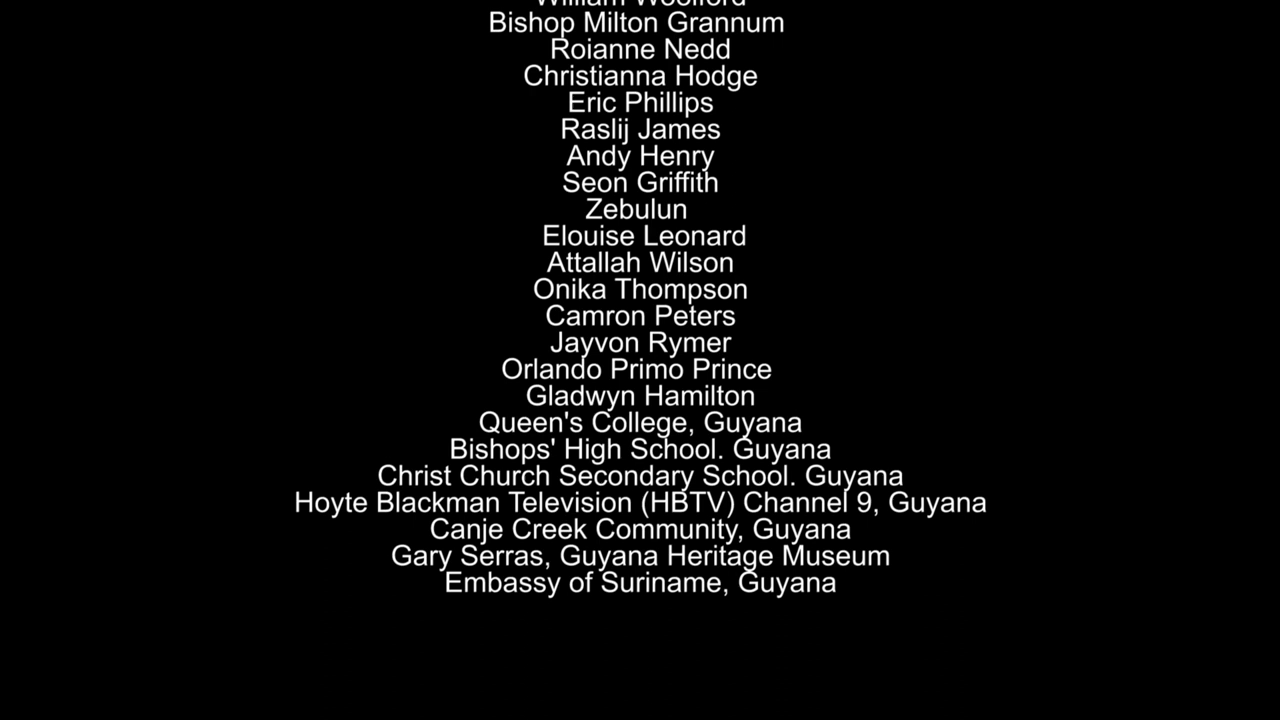 William Woolford
Bishop Milton Grannum
Roianne Nedd
Christianna Hodge
Eric Phillips
Raslij James
Andy Henry
Seon Griffith
Zebulun
Elouise Leonard
Attallah Wilson
Onika Thompson
Camron Peters
Jayvon Rymer
Orlando Primo Prince
Gladwyn Hamilton
Queen's College, Guyana
Bishops' High School. Guyana
Christ Church Secondary School. Guyana
Hoyte Blackman Television (HBTV) Channel 9, Guyana
Canje Creek Community, Guyana
Gary Serras, Guyana Heritage Museum
Embassy of Suriname, Guyana